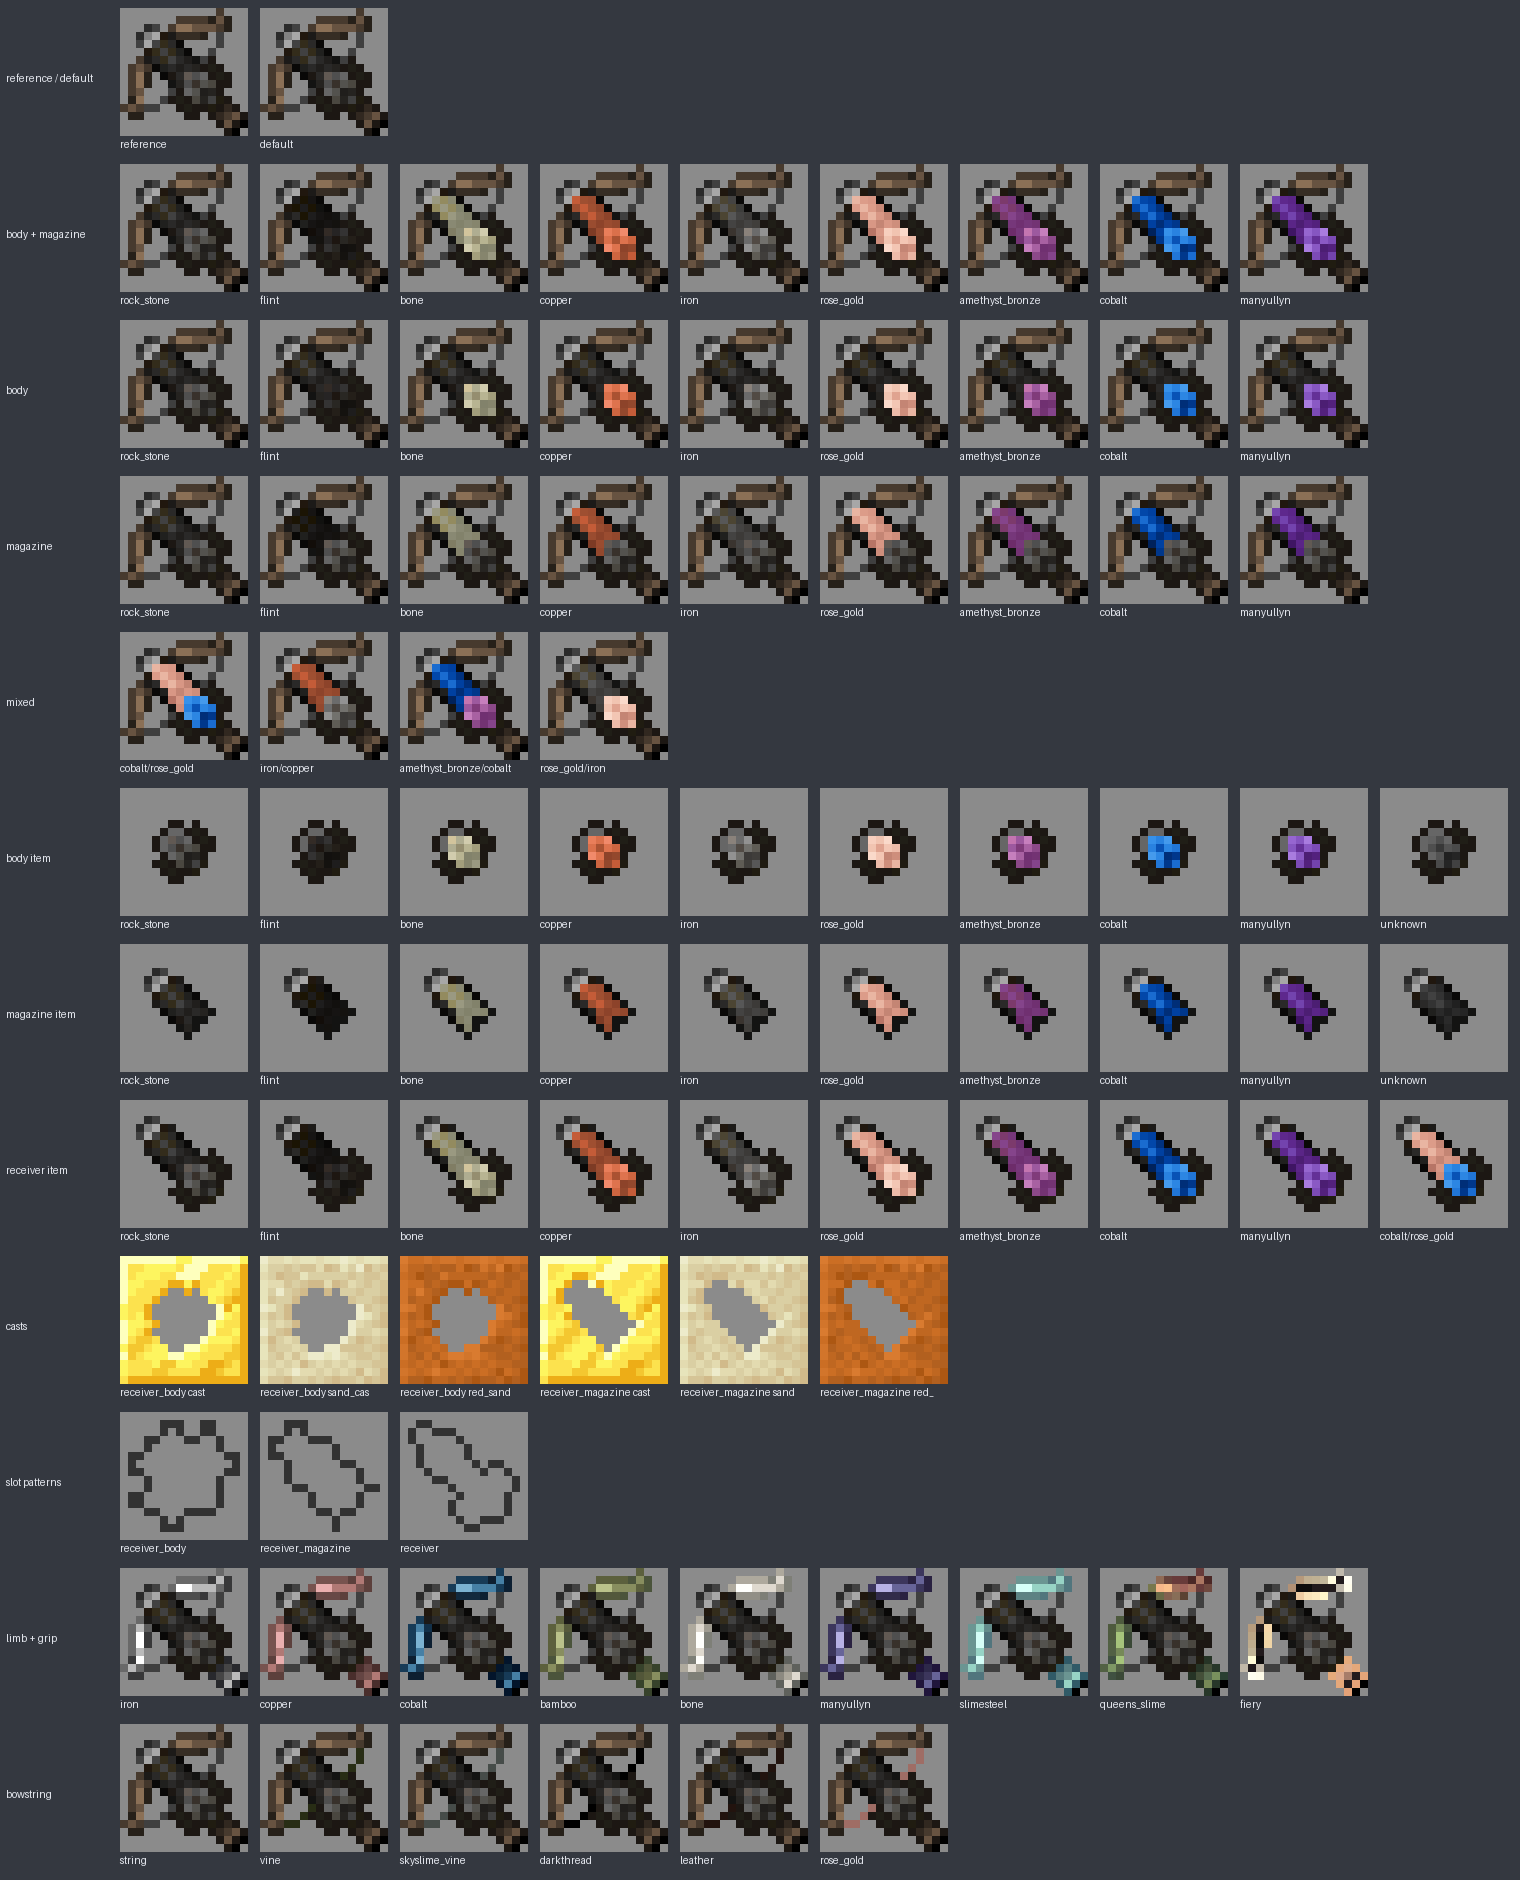 reference / default
reference default
body + magazine
rock_stone flint bone copper iron rose_gold amethyst_bronze cobalt manyullyn
body
rock_stone flint bone copper iron rose_gold amethyst_bronze cobalt manyullyn
magazine
rock_stone flint bone copper iron rose_gold amethyst_bronze cobalt manyullyn
mixed
cobalt/rose_gold iron/copper amethyst_bronze/cobalt rose_gold/iron
body item
rock_stone flint bone copper iron rose_gold amethyst_bronze cobalt manyullyn unknown
magazine item
rock_stone flint bone copper iron rose_gold amethyst_bronze cobalt manyullyn unknown
receiver item
rock_stone flint bone copper iron rose_gold amethyst_bronze cobalt manyullyn cobalt/rose_gold
casts
receiver_body cast receiver_body sand_cas receiver_body red_sand receiver_magazine cast receiver_magazine sand receiver_magazine red_
slot patterns
receiver_body receiver_magazine receiver
limb + grip
iron copper cobalt bamboo bone manyullyn slimesteel queens_slime fiery
bowstring
string vine skyslime_vine darkthread leather rose_gold